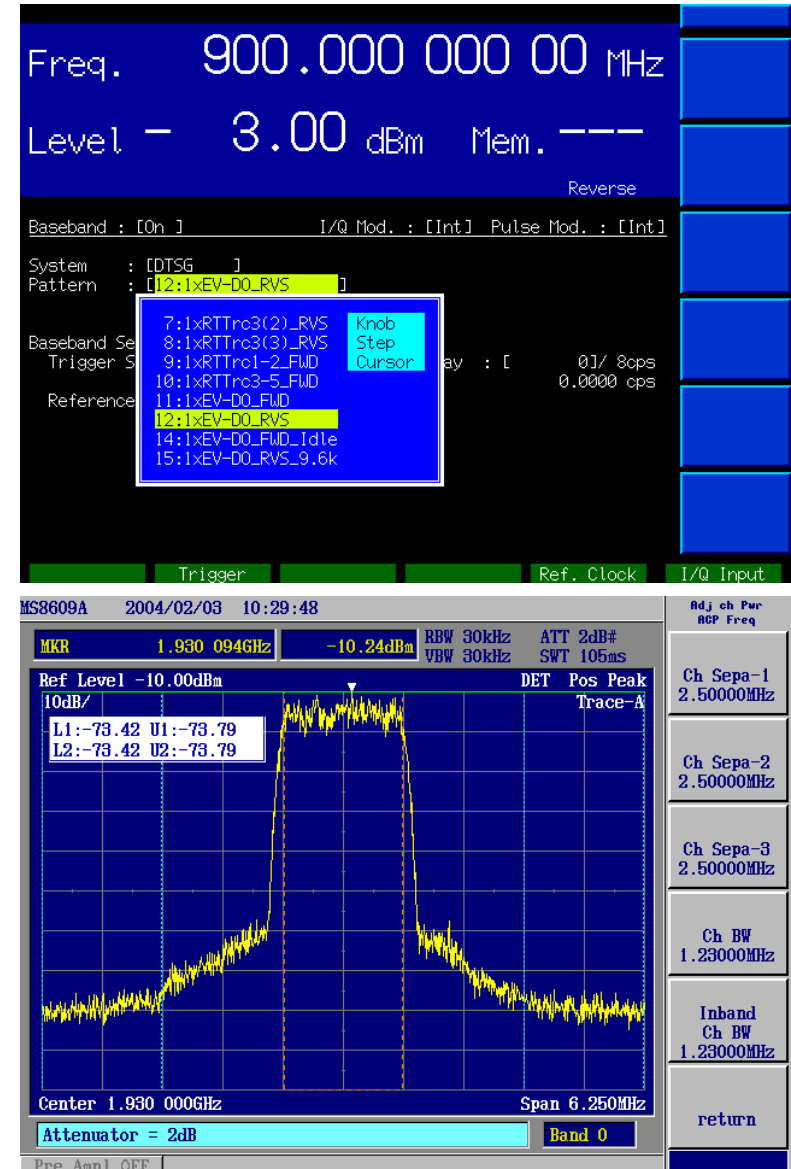 Freq. 900.000 000 00 MHz
Level - 3.00 dBm Mem. ---
Reverse
Baseband : [On ] I/Q Mod. : [Int] Pulse Mod. : [Int]
System : [DTSG ]
Pattern : [12:1xEV-DO_RVS ]
7:1xRTTrc3(2)_RVS Knob
Baseband Se 8:1xRTTrc3(3)_RVS Step
Trigger S 9:1xRTTrc1-2_FWD Cursor ay : [ 0]/ 8cps
10:1xRTTrc3-5_FWD 0.0000 cps
Reference 11:1xEV-DO_FWD
12:1xEV-DO_RVS
14:1xEV-DO_FWD_Idle
15:1xEV-DO_RVS_9.6k
Trigger Ref. Clock I/Q Input
MS8609A 2004/02/03 10:29:48
Adj ch Pwr
ACP Freq
MKR 1.930 094GHz -10.24dBm RBW 30kHz ATT 2dB#
VBW 30kHz SWT 105ms
Ref Level -10.00dBm DET Pos Peak
10dB/ Trace-A
L1:-73.42 U1:-73.79
L2:-73.42 U2:-73.79
Ch Sepa-1
2.50000MHz
Ch Sepa-2
2.50000MHz
Ch Sepa-3
2.50000MHz
Ch BW
1.23000MHz
Inband
Ch BW
1.23000MHz
return
Center 1.930 000GHz Span 6.250MHz
Attenuator = 2dB Band 0
Pre Ampl OFF